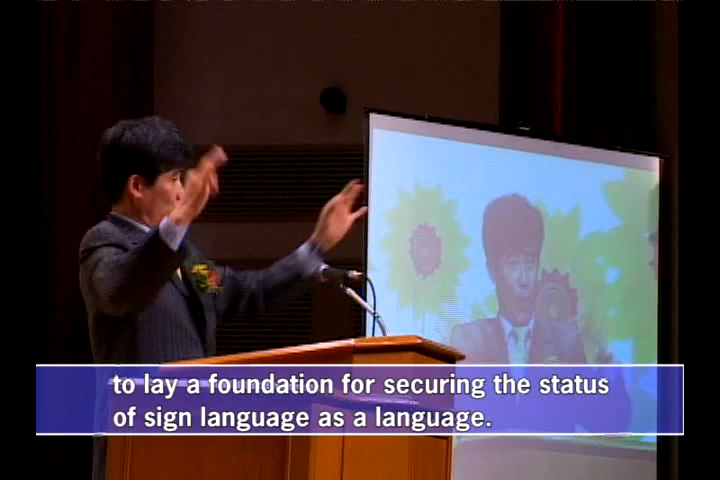 to lay a foundation for securing the status
of sign language as a language.